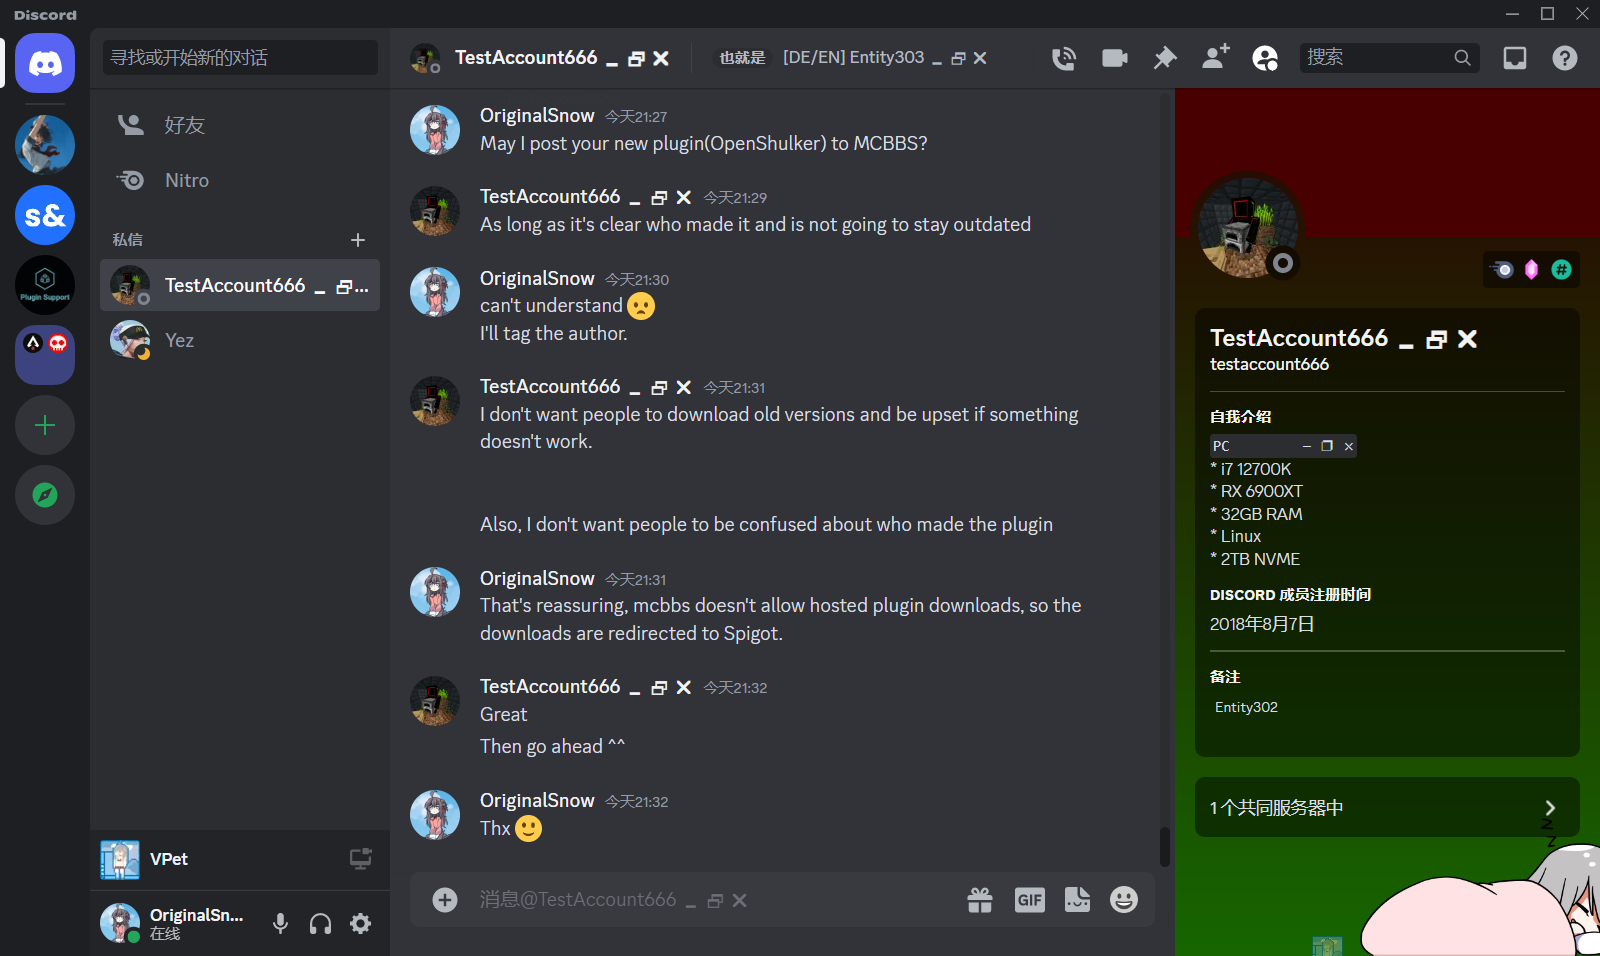 Discord
寻找或开始新的对话
TestAccount666 _ 🗗 ✕
也就是
[DE/EN] Entity303 _ 🗗 ✕
搜索
好友
Nitro
私信
TestAccount666 _ 🗗...
Yez
s&
Plugin Support
OriginalSnow 今天21:27
May I post your new plugin(OpenShulker) to MCBBS?
TestAccount666 _ 🗗 ✕ 今天21:29
As long as it's clear who made it and is not going to stay outdated
OriginalSnow 今天21:30
can't understand 🙁
I'll tag the author.
TestAccount666 _ 🗗 ✕ 今天21:31
I don't want people to download old versions and be upset if something
doesn't work.
Also, I don't want people to be confused about who made the plugin
OriginalSnow 今天21:31
That's reassuring, mcbbs doesn't allow hosted plugin downloads, so the
downloads are redirected to Spigot.
TestAccount666 _ 🗗 ✕ 今天21:32
Great
Then go ahead ^^
OriginalSnow 今天21:32
Thx 🙂
消息@TestAccount666 _ 🗗 ✕
GIF
VPet
OriginalSn...
在线
TestAccount666 _ 🗗 ✕
testaccount666
自我介绍
PC – ❐ ×
* i7 12700K
* RX 6900XT
* 32GB RAM
* Linux
* 2TB NVME
DISCORD 成员注册时间
2018年8月7日
备注
Entity302
1个共同服务器中
Z
Z